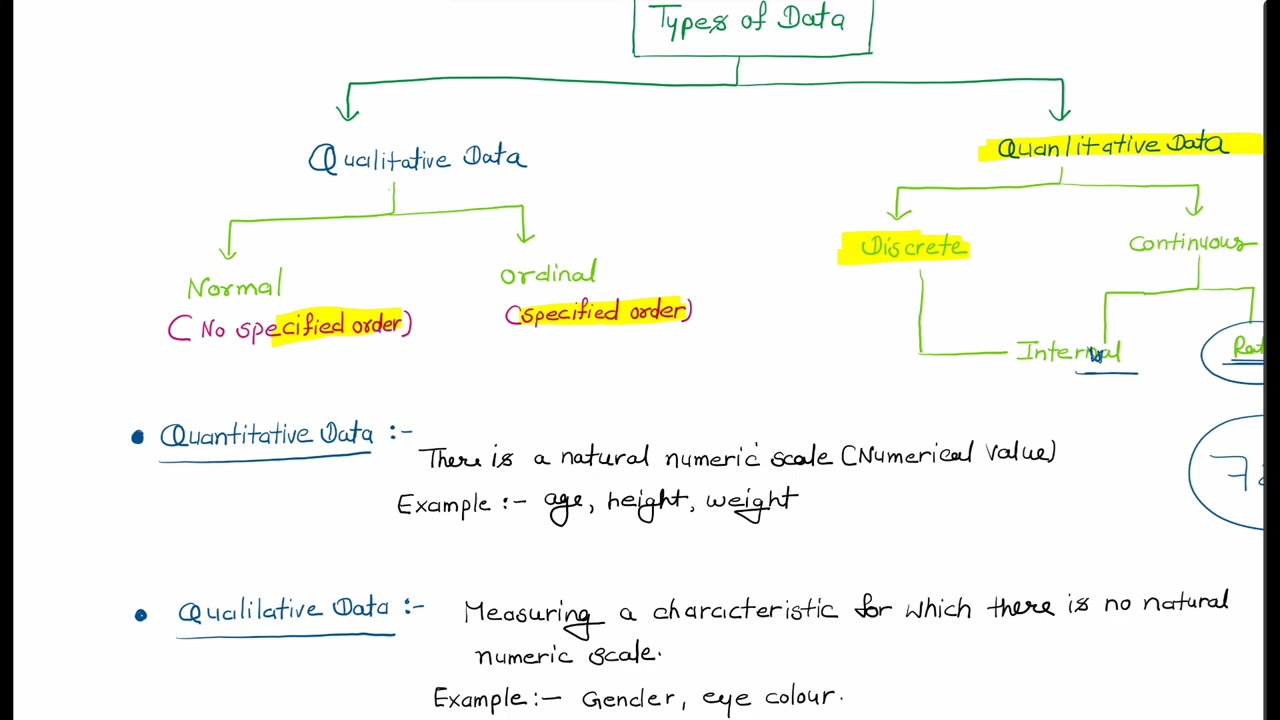 Types of Data
Qualitative Data
Quanlitative Data
Normal
(No specified order)
Ordinal
(specified order)
Discrete
Continuous
Internal
Quantitative Data :-
There is a natural numeric scale (Numerical Value)
Example :- age, height, weight
Qualilative Data :-
Measuring a characteristic for which there is no natural
numeric scale.
Example :- Gender, eye colour.